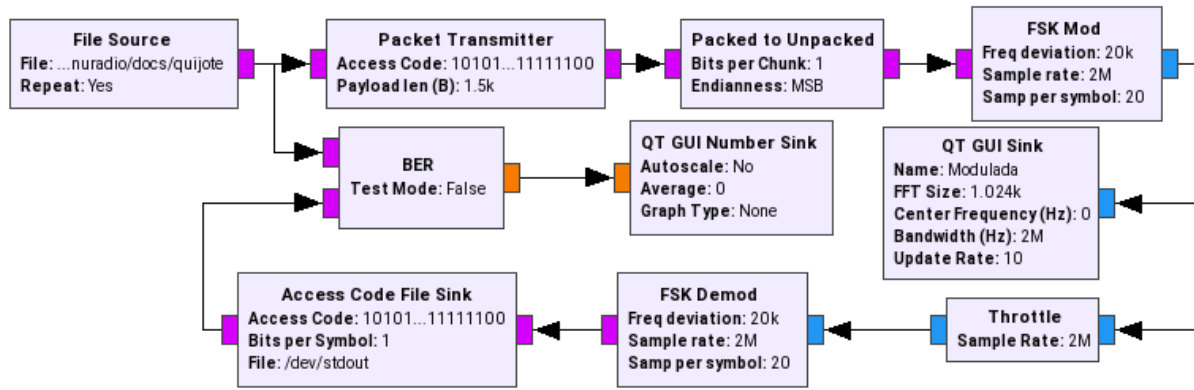 File Source
File: ...nuradio/docs/quijote
Repeat: Yes
Packet Transmitter
Access Code: 10101...11111100
Payload len (B): 1.5k
Packed to Unpacked
Bits per Chunk: 1
Endianness: MSB
FSK Mod
Freq deviation: 20k
Sample rate: 2M
Samp per symbol: 20
BER
Test Mode: False
QT GUI Number Sink
Autoscale: No
Average: 0
Graph Type: None
QT GUI Sink
Name: Modulada
FFT Size: 1.024k
Center Frequency (Hz): 0
Bandwidth (Hz): 2M
Update Rate: 10
Access Code File Sink
Access Code: 10101...11111100
Bits per Symbol: 1
File: /dev/stdout
FSK Demod
Freq deviation: 20k
Sample rate: 2M
Samp per symbol: 20
Throttle
Sample Rate: 2M